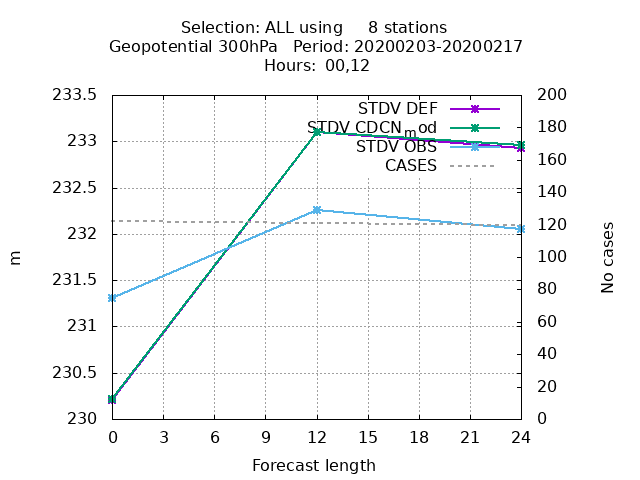 Selection: ALL using 8 stations
Geopotential 300hPa Period: 20200203-20200217
Hours: 00,12
233.5
233
232.5
232
231.5
231
230.5
230
m
STDV DEF
STDV CDCNmod
STDV OBS
CASES
200
180
160
140
120
100
80
60
40
20
0
No cases
0 3 6 9 12 15 18 21 24
Forecast length